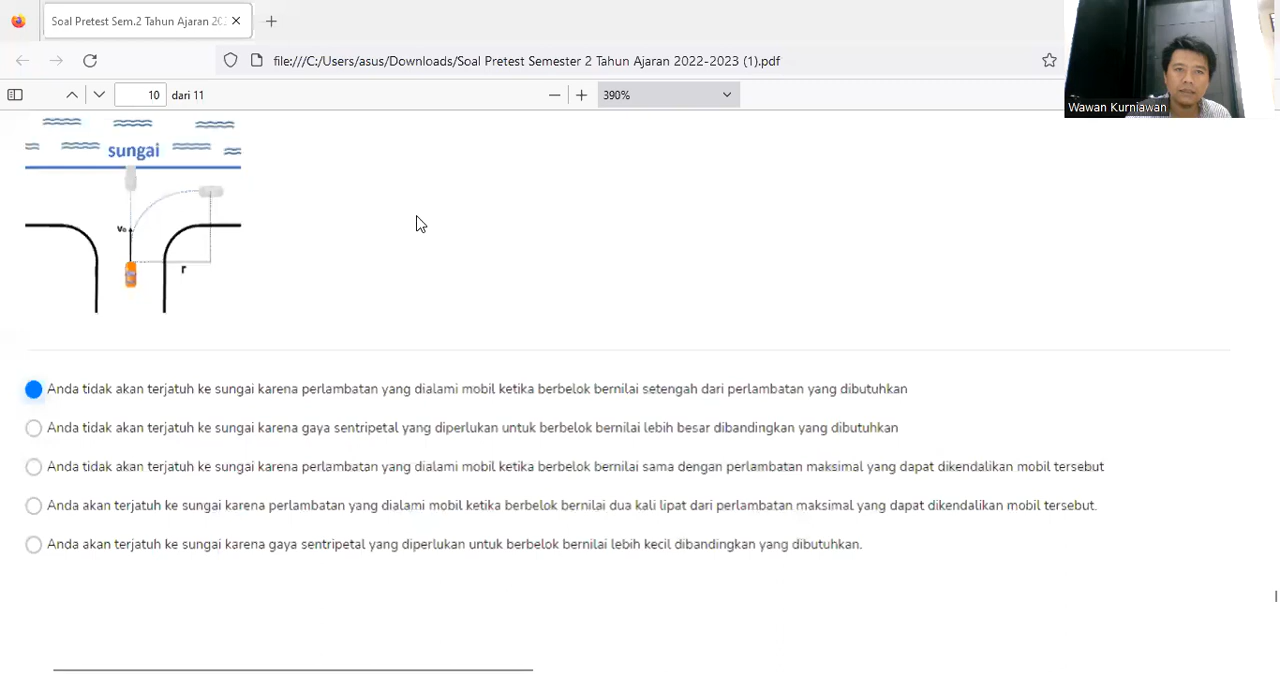 Soal Pretest Sem.2 Tahun Ajaran
file:///C:/Users/asus/Downloads/Soal Pretest Semester 2 Tahun Ajaran 2022-2023 (1).pdf
10 dari 11
390%
Wawan Kurniawan
sungai
v₀
r
Anda tidak akan terjatuh ke sungai karena perlambatan yang dialami mobil ketika berbelok bernilai setengah dari perlambatan yang dibutuhkan
Anda tidak akan terjatuh ke sungai karena gaya sentripetal yang diperlukan untuk berbelok bernilai lebih besar dibandingkan yang dibutuhkan
Anda tidak akan terjatuh ke sungai karena perlambatan yang dialami mobil ketika berbelok bernilai sama dengan perlambatan maksimal yang dapat dikendalikan mobil tersebut
Anda akan terjatuh ke sungai karena perlambatan yang dialami mobil ketika berbelok bernilai dua kali lipat dari perlambatan maksimal yang dapat dikendalikan mobil tersebut.
Anda akan terjatuh ke sungai karena gaya sentripetal yang diperlukan untuk berbelok bernilai lebih kecil dibandingkan yang dibutuhkan.